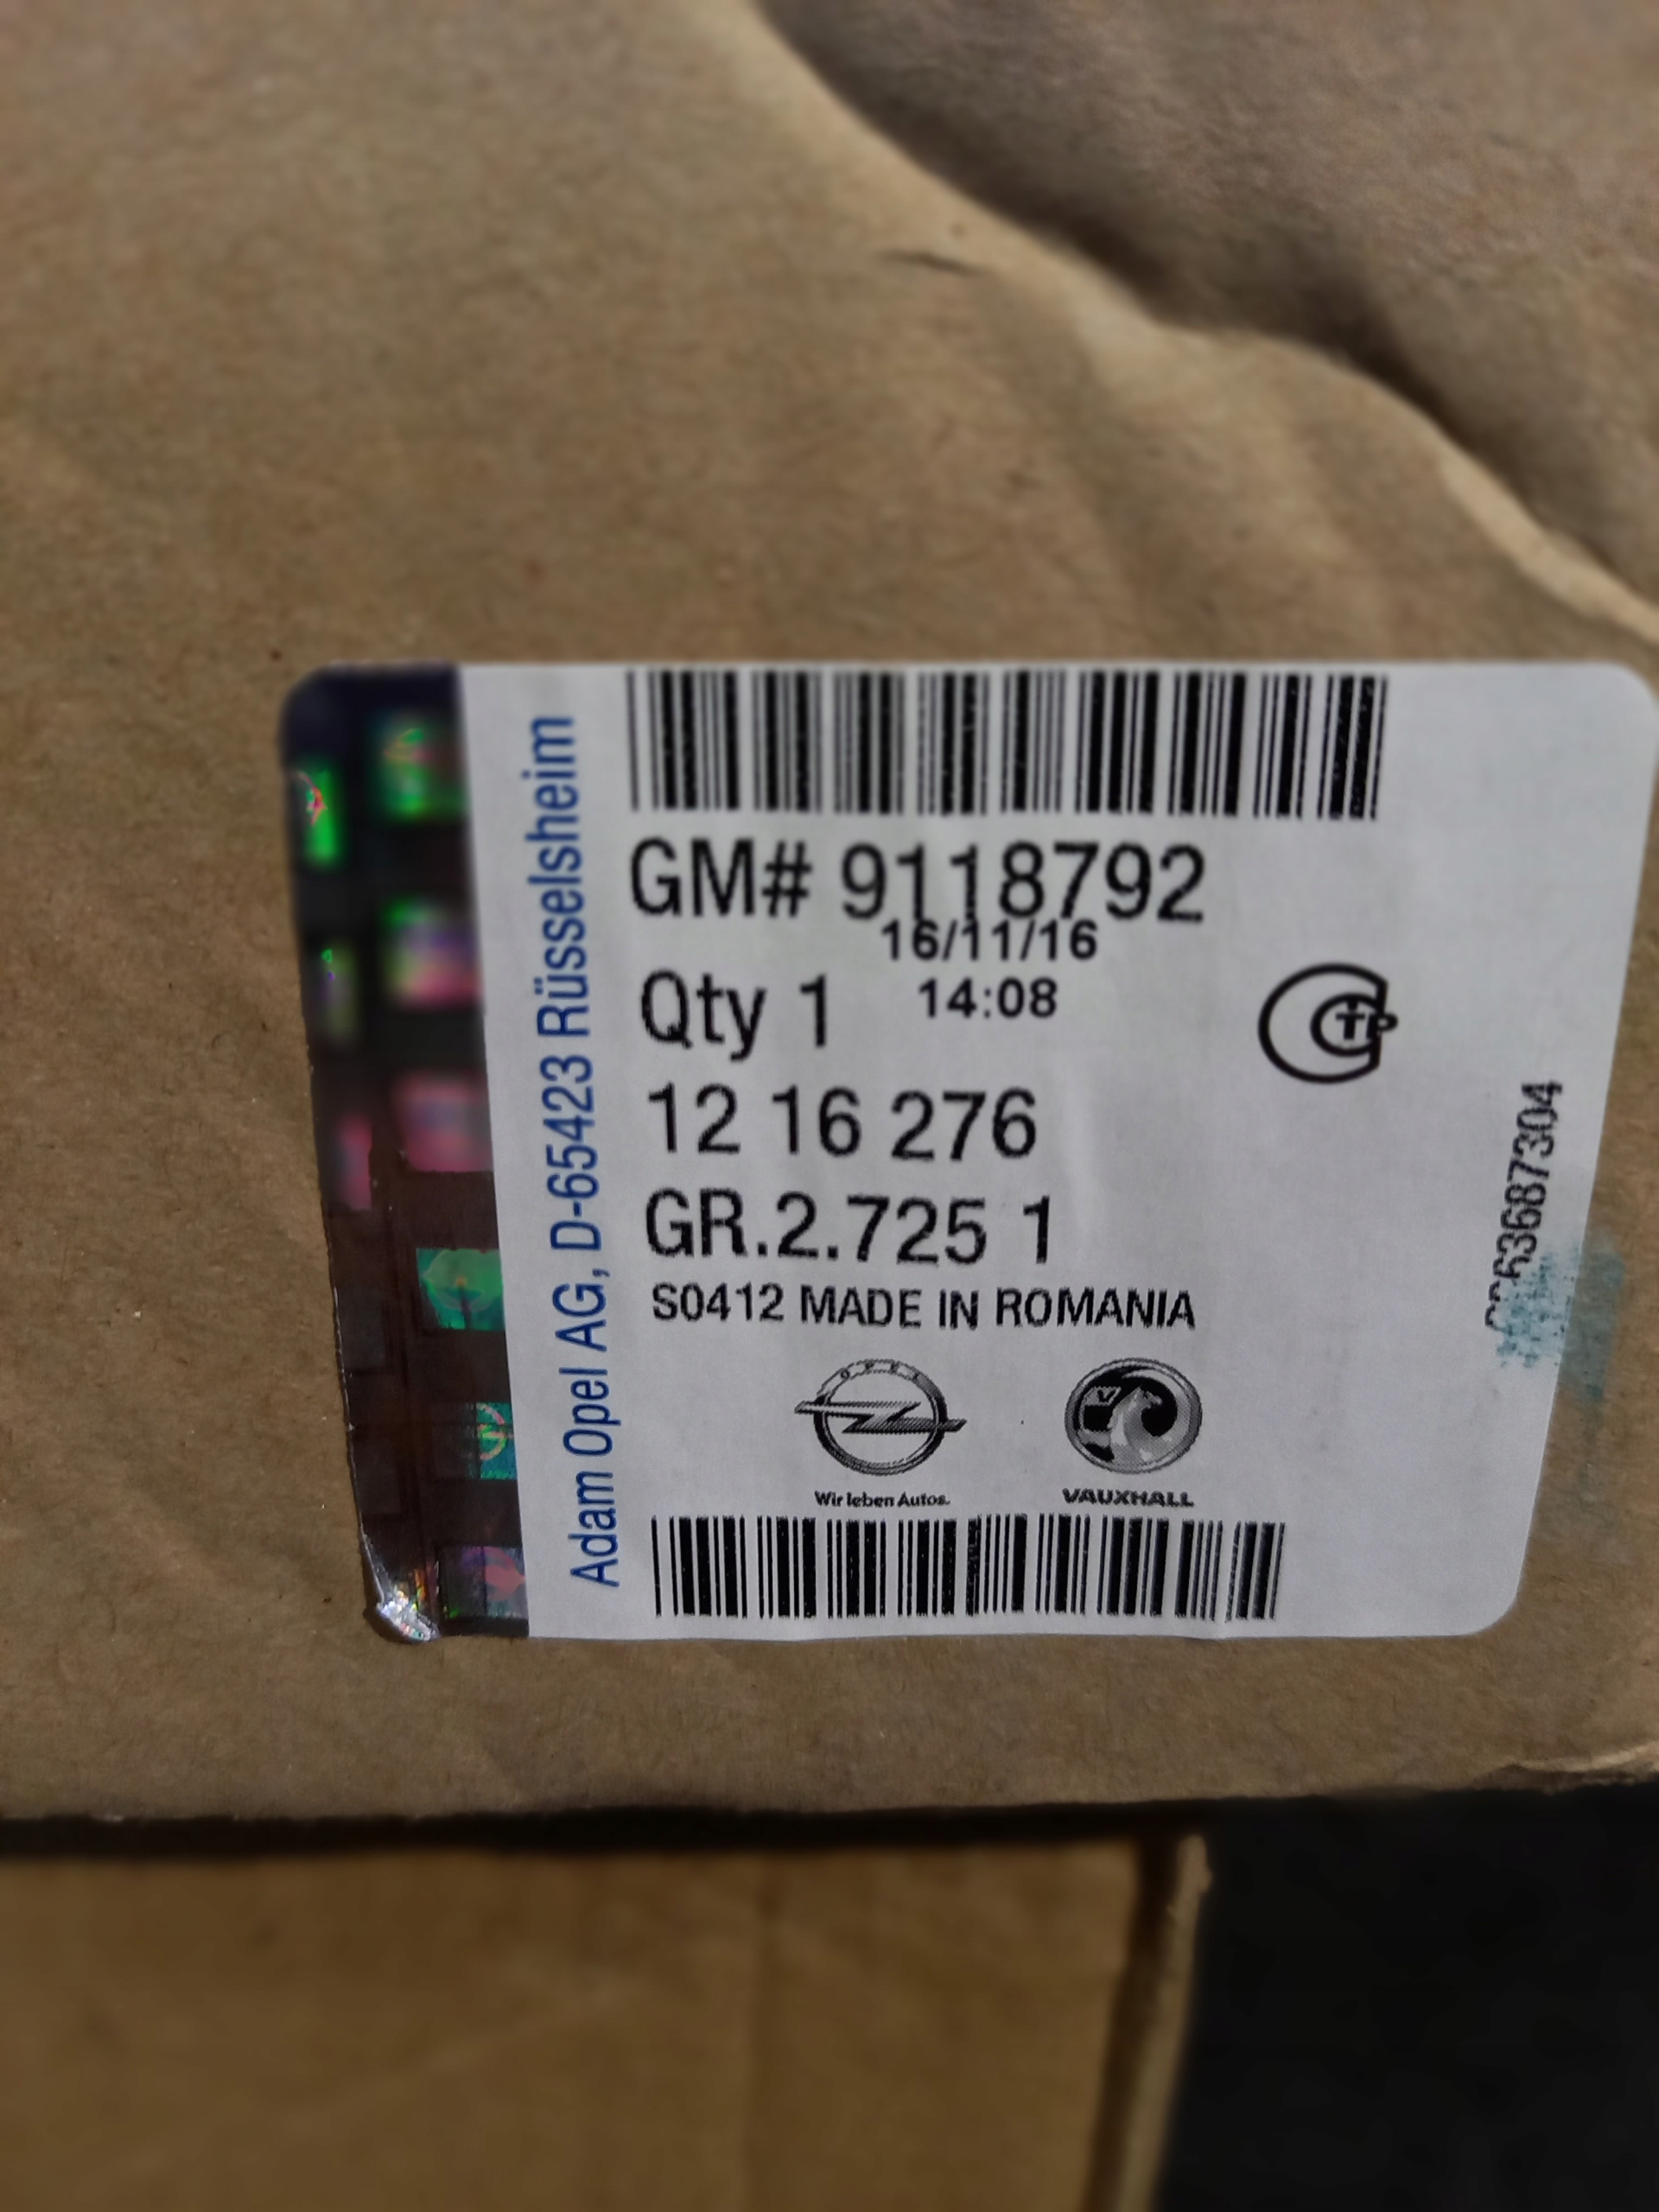 Adam Opel AG, D-65423 Rüsselsheim
GM# 9118792
16/11/16
Qty 1
14:08
12 16 276
GR.2.725 1
S0412 MADE IN ROMANIA
OPEL
Wir leben Autos.
VAUXHALL